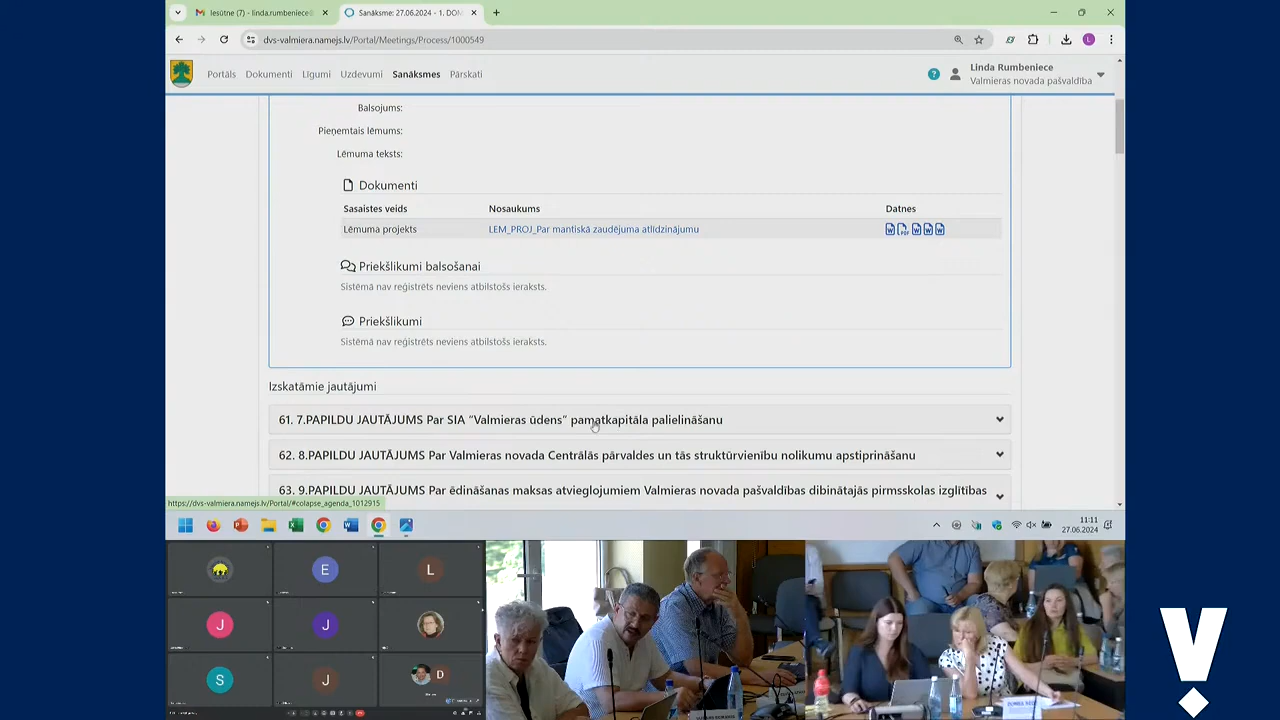 Iesūtne (7) - linda.rumbeniece@
Sanāksme: 27.06.2024 - 1. DOM
dvs-valmiera.namejs.lv/Portal/Meetings/Process/1000549
L
Portāls Dokumenti Līgumi Uzdevumi Sanāksmes Pārskati
Linda Rumbeniece
Valmieras novada pašvaldība
Balsojums:
Pieņemtais lēmums:
Lēmuma teksts:
Dokumenti
Sasaistes veids Nosaukums Datnes
Lēmuma projekts LEM_PROJ_Par mantiskā zaudējuma atlīdzinājumu
Priekšlikumi balsošanai
Sistēmā nav reģistrēts neviens atbilstošs ieraksts.
Priekšlikumi
Sistēmā nav reģistrēts neviens atbilstošs ieraksts.
Izskatāmie jautājumi
61. 7.PAPILDU JAUTĀJUMS Par SIA “Valmieras ūdens” pamatkapitāla palielināšanu
62. 8.PAPILDU JAUTĀJUMS Par Valmieras novada Centrālās pārvaldes un tās struktūrvienību nolikumu apstiprināšanu
63. 9.PAPILDU JAUTĀJUMS Par ēdināšanas maksas atvieglojumiem Valmieras novada pašvaldības dibinātajās pirmsskolas izglītības
https://dvs-valmiera.namejs.lv/Portal/#colapse_agenda_1012915
11:11
27.06.2024
E L
J J
S J D